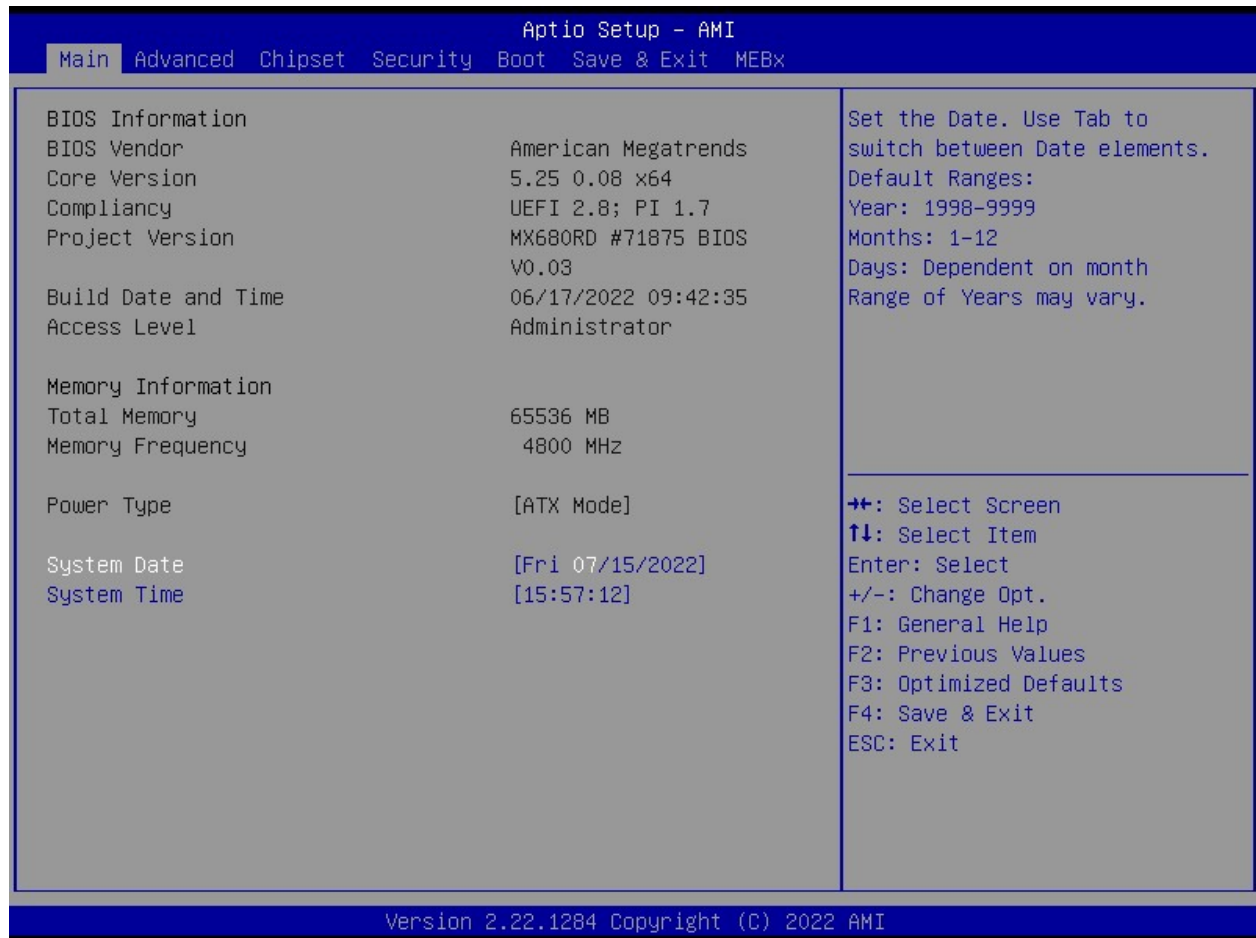 Aptio Setup – AMI
Main Advanced Chipset Security Boot Save & Exit MEBx
BIOS Information
BIOS Vendor American Megatrends
Core Version 5.25 0.08 x64
Compliancy UEFI 2.8; PI 1.7
Project Version MX680RD #71875 BIOS
V0.03
Build Date and Time 06/17/2022 09:42:35
Access Level Administrator
Memory Information
Total Memory 65536 MB
Memory Frequency 4800 MHz
Power Type [ATX Mode]
System Date [Fri 07/15/2022]
System Time [15:57:12]
Set the Date. Use Tab to
switch between Date elements.
Default Ranges:
Year: 1998-9999
Months: 1-12
Days: Dependent on month
Range of Years may vary.
→←: Select Screen
↑↓: Select Item
Enter: Select
+/-: Change Opt.
F1: General Help
F2: Previous Values
F3: Optimized Defaults
F4: Save & Exit
ESC: Exit
Version 2.22.1284 Copyright (C) 2022 AMI